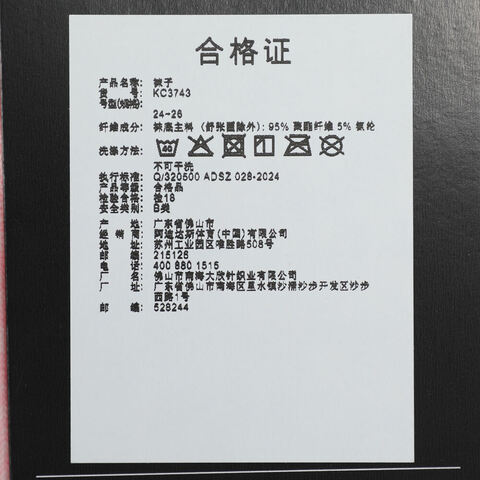 合格证
产品名称: 袜子
货 号: KC3743
号型(规格):
24-26
纤维成分: 袜底主料 (舒张圈除外): 95% 聚酯纤维 5% 氨纶
洗涤方法: 40
不可干洗
执行标准: Q/320500 ADSZ 028-2024
产品等级: 合格品
检验合格: 检18
安全类别: B类
产 地: 广东省佛山市
经 销 商: 阿迪达斯体育(中国)有限公司
地 址: 苏州工业园区唯胜路508号
邮 编: 215126
电 话: 400 880 1515
厂 名: 佛山市南海大欣针织业有限公司
厂 址: 广东省佛山市南海区里水镇沙涌沙步开发区沙步
西路1号
邮 编: 528244